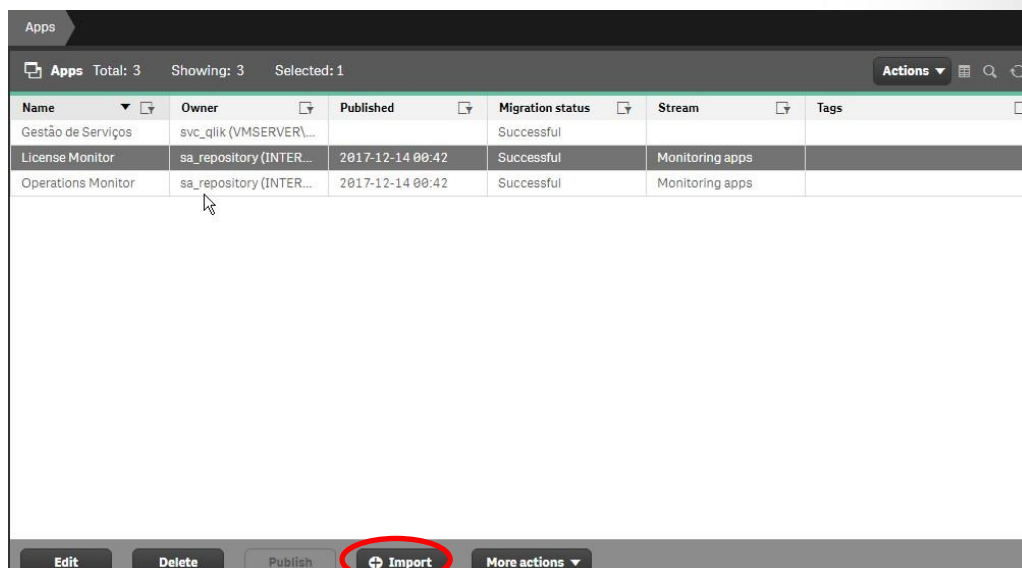 Apps
Apps Total: 3 Showing: 3 Selected: 1 Actions
Name Owner Published Migration status Stream Tags
Gestão de Serviços svc_qlik (VMSERVER\... Successful
License Monitor sa_repository (INTER... 2017-12-14 00:42 Successful Monitoring apps
Operations Monitor sa_repository (INTER... 2017-12-14 00:42 Successful Monitoring apps
Edit Delete Publish Import More actions